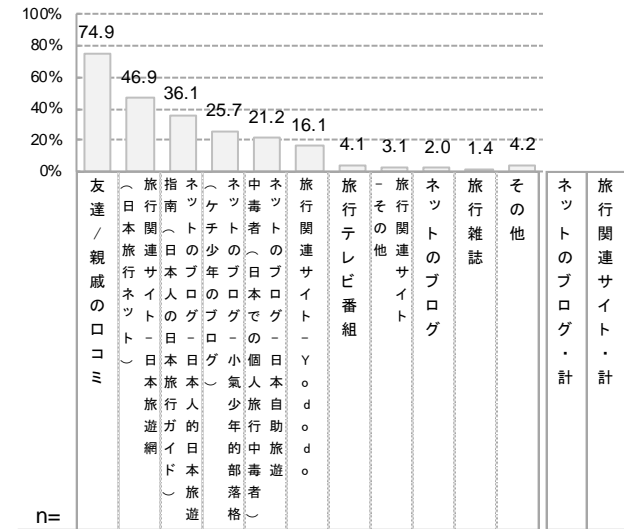 100%
80%
60%
40%
20%
0%
74.9
46.9
36.1
25.7
21.2
16.1
4.1
3.1
2.0
1.4
4.2
友達/親戚の口コミ
旅行関連サイト-日本旅遊網
(日本旅行ネット)
ネットのブログ-日本人的日本旅遊
指南(日本人の日本旅行ガイド)
ネットのブログ-小氣少年的部落格
(ケチ少年のブログ)
ネットのブログ-日本自助旅遊
中毒者(日本での個人旅行中毒者)
旅行関連サイト-Yododo
旅行テレビ番組
旅行関連サイト
-その他
ネットのブログ
旅行雑誌
その他
ネットのブログ・計
旅行関連サイト・計
n=